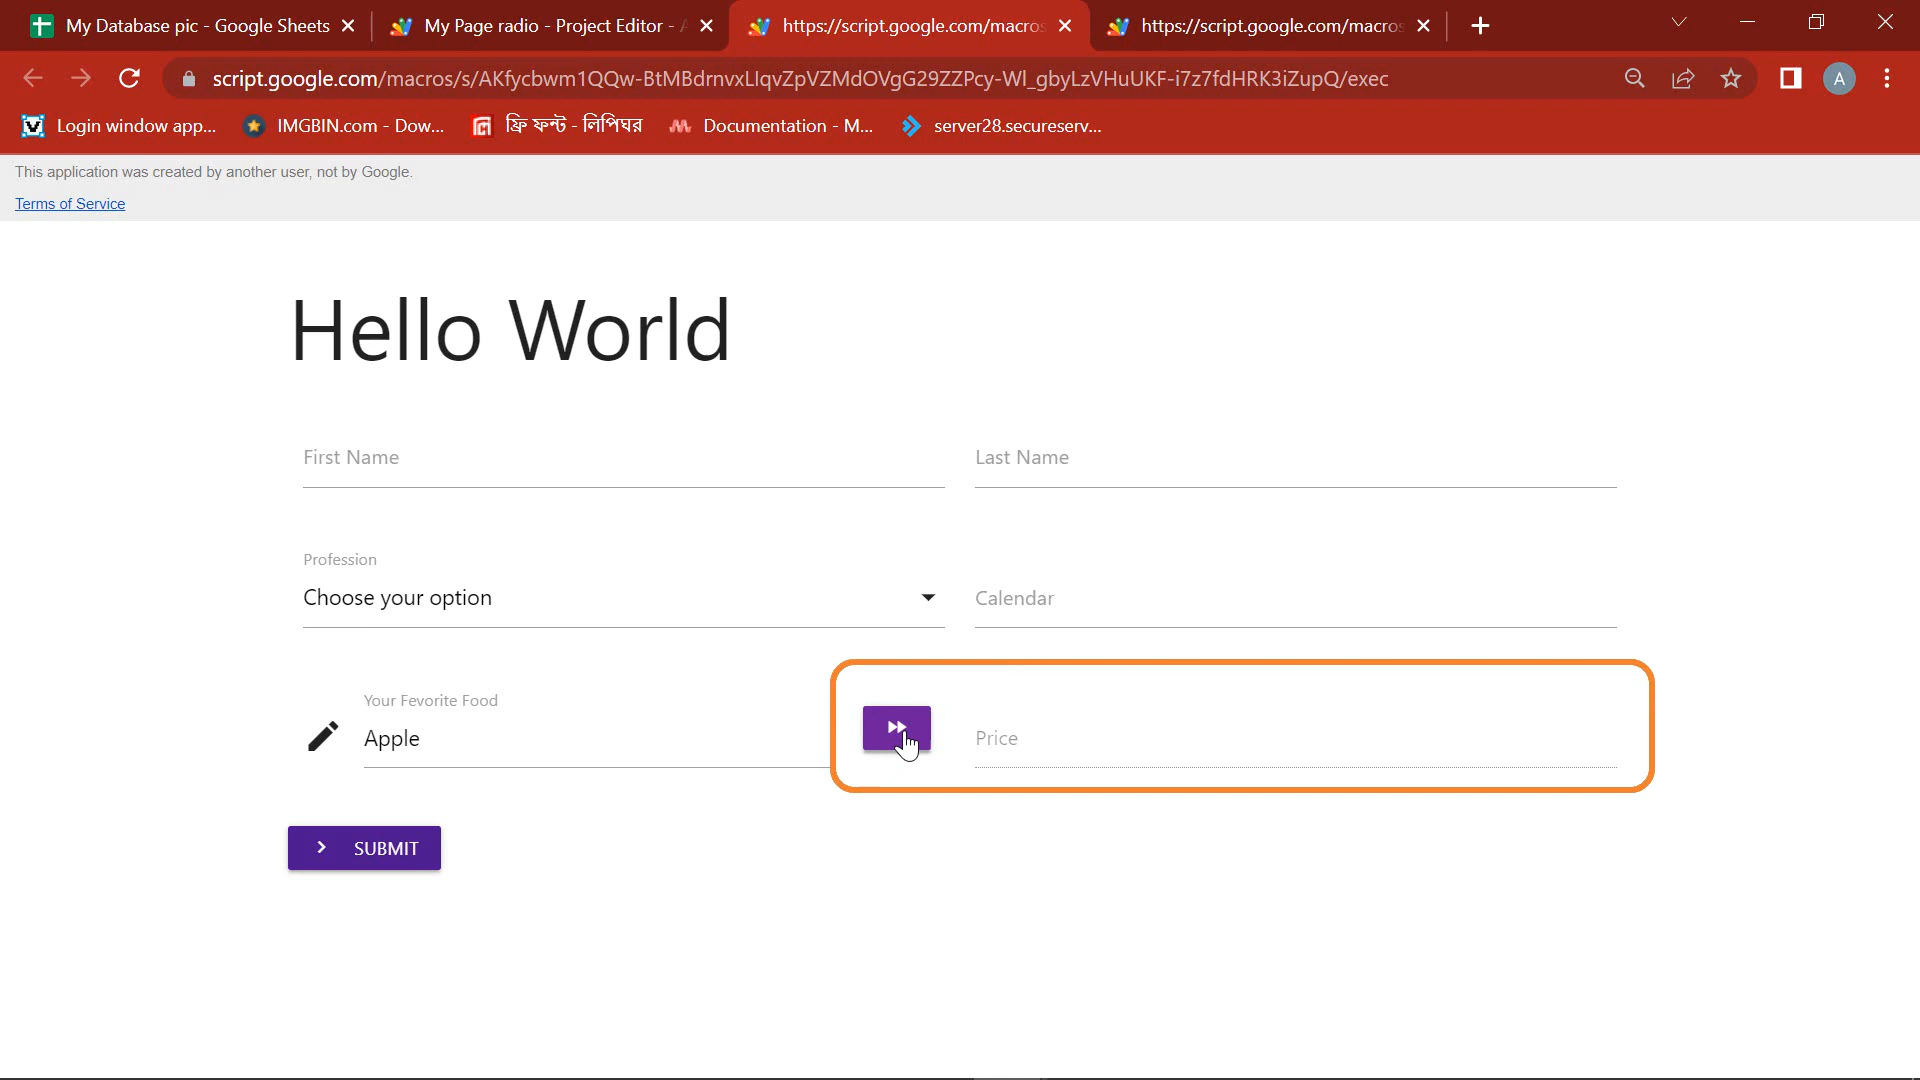 My Database pic - Google Sheets
My Page radio - Project Editor -
https://script.google.com/macros
https://script.google.com/macros
script.google.com/macros/s/AKfycbwm1QQw-BtMBdrnvxLlqvZpVZMdOVgG29ZZPcy-WI_gbyLzVHuUKF-i7z7fdHRK3iZupQ/exec
A
Login window app...
IMGBIN.com - Dow...
ফ্রি ফন্ট - লিপিঘর
Documentation - M...
server28.secureserv...
This application was created by another user, not by Google.
Terms of Service
Hello World
First Name
Last Name
Profession
Choose your option
Calendar
Your Fevorite Food
Apple
Price
SUBMIT